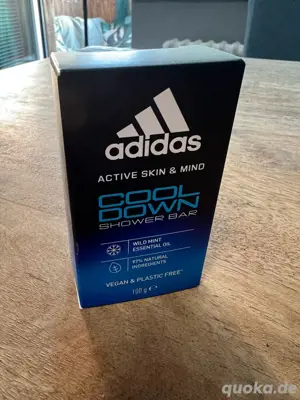 adidas
ACTIVE SKIN & MIND
COOL
DOWN
SHOWER BAR
WILD MINT
ESSENTIAL OIL
97% NATURAL
INGREDIENTS
VEGAN & PLASTIC FREE*
100 g e
quoka.de